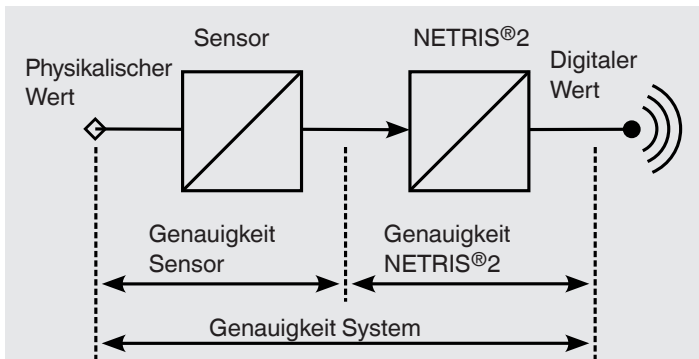 Sensor
NETRIS®2
Physikalischer
Wert
Digitaler
Wert
Genauigkeit
Sensor
Genauigkeit
NETRIS®2
Genauigkeit System